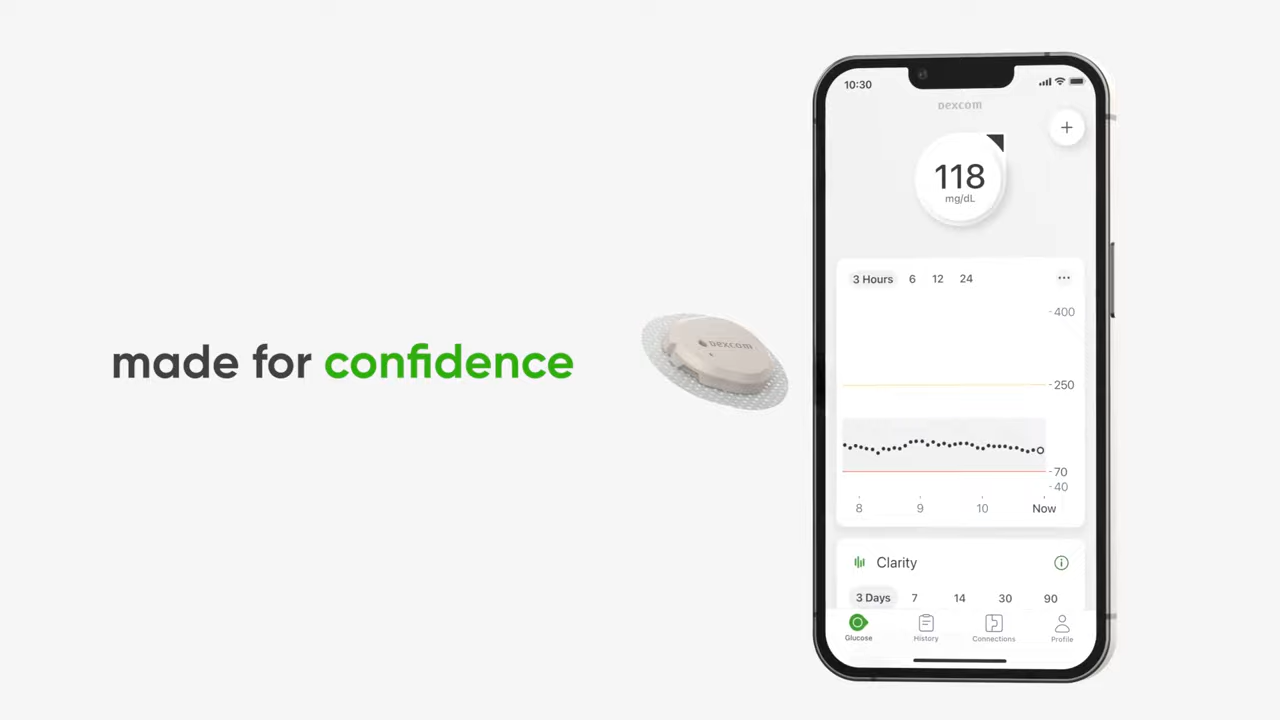 made for confidence
Dexcom
10:30
Dexcom
+
118
mg/dL
3 Hours 6 12 24 ...
400
250
70
40
8 9 10 Now
Clarity
3 Days 7 14 30 90
Glucose History Connections Profile